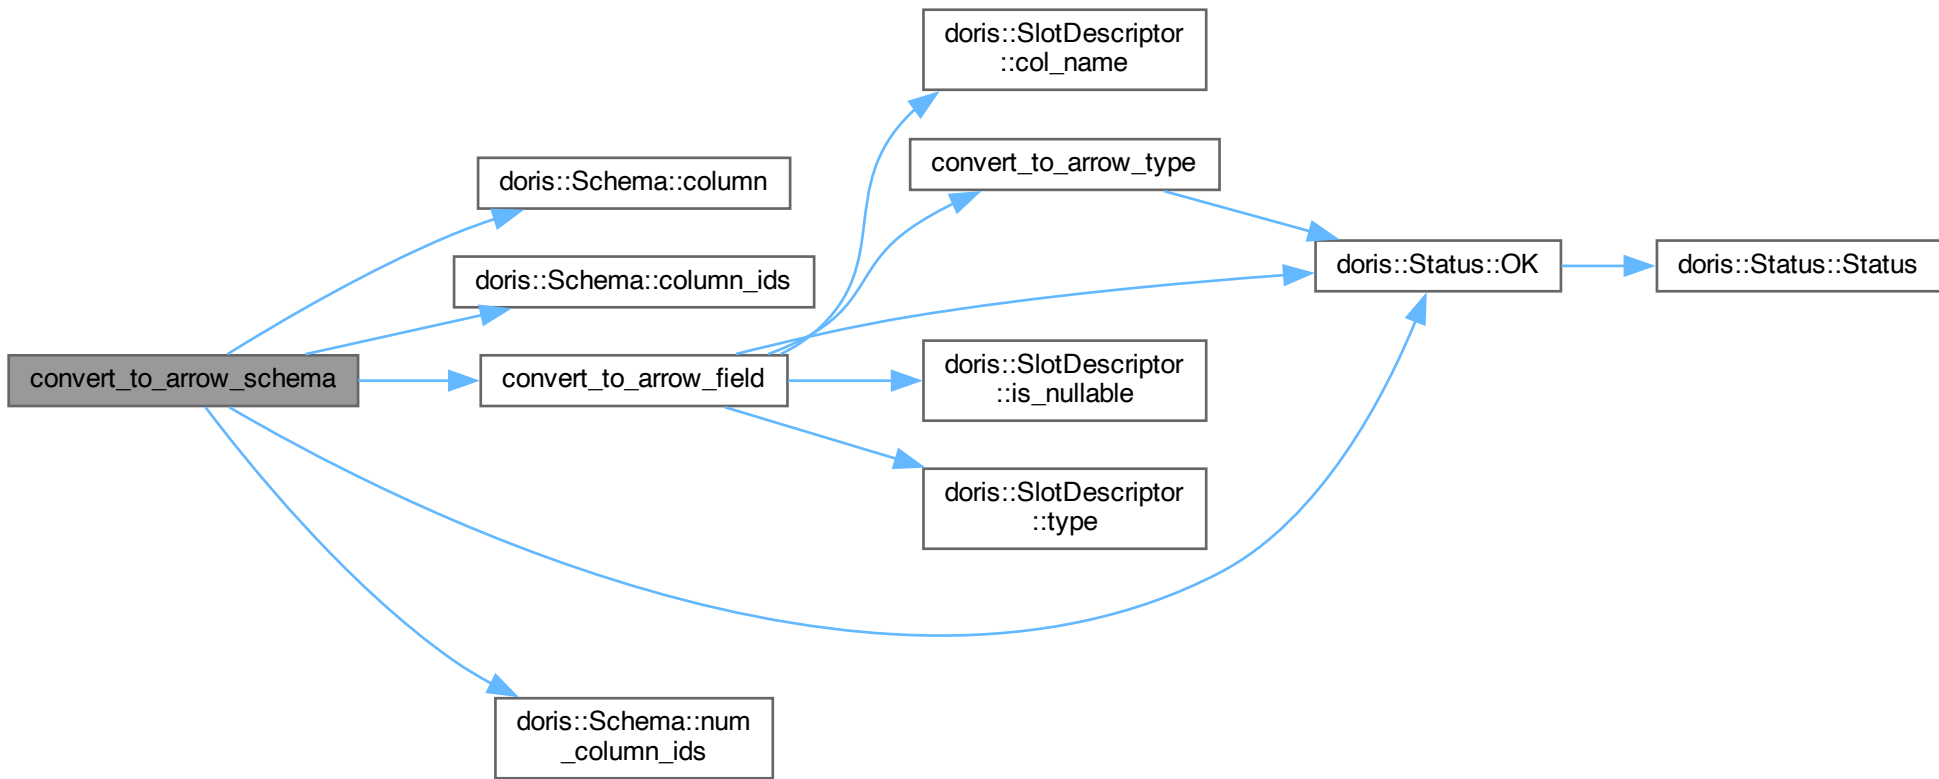 doris::SlotDescriptor
::col_name
convert_to_arrow_type
doris::Schema::column
doris::Status::OK
doris::Status::Status
doris::Schema::column_ids
convert_to_arrow_schema
convert_to_arrow_field
doris::SlotDescriptor
::is_nullable
doris::SlotDescriptor
::type
doris::Schema::num
_column_ids